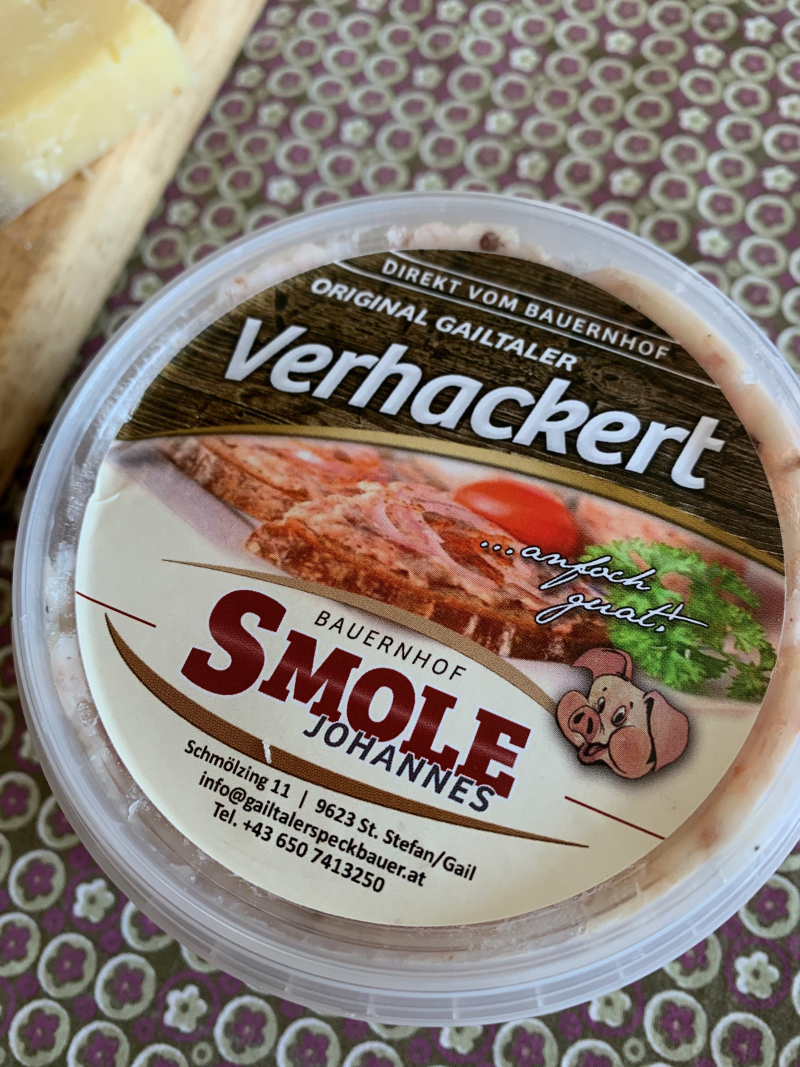 DIREKT VOM BAUERNHOF
ORIGINAL GAILTALER
Verhackert
...anfoch
guat!
BAUERNHOF
SMOLE
JOHANNES
Schmölzing 11 | 9623 St. Stefan/Gail
info@gailtalerspeckbauer.at
Tel. +43 650 7413250